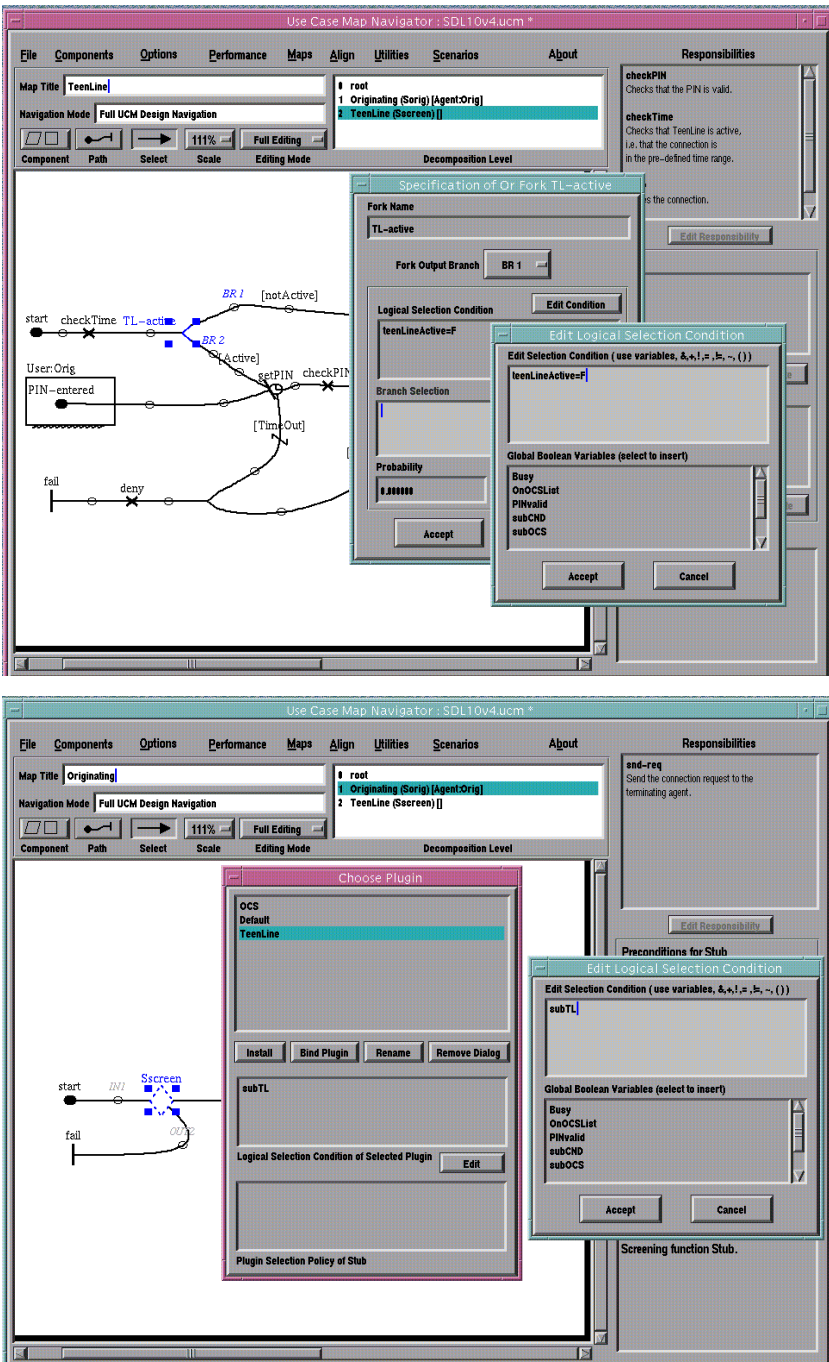 Use Case Map Navigator : SDL10v4.ucm *
File Components Options Performance Maps Align Utilities Scenarios About
Map Title TeenLine
Navigation Mode Full UCM Design Navigation
111% Full Editing
Component Path Select Scale Editing Mode
0 root
1 Originating (Sorig) [Agent:Orig]
2 TeenLine (Sscreen) []
Decomposition Level
Responsibilities
checkPIN
Checks that the PIN is valid.
checkTime
Checks that TeenLine is active,
i.e. that the connection is
in the pre-defined time range.
es the connection.
Edit Responsibility
start
checkTime
TL-active
BR1
[notActive]
BR2
[Active]
getPIN
checkPIN
User:Orig
PIN-entered
[TimeOut]
fail
deny
Specification of Or Fork TL-active
Fork Name
TL-active
Fork Output Branch BR 1
Logical Selection Condition Edit Condition
teenLineActive=F
Branch Selection
Probability
0.000000
Accept
Edit Logical Selection Condition
Edit Selection Condition ( use variables, &,+,!,= ,!=, ~, ( ) )
teenLineActive=F
Global Boolean Variables (select to insert)
Busy
OnOCSList
PINvalid
subCND
subOCS
Accept Cancel
Use Case Map Navigator : SDL10v4.ucm *
File Components Options Performance Maps Align Utilities Scenarios About
Map Title Originating
Navigation Mode Full UCM Design Navigation
111% Full Editing
Component Path Select Scale Editing Mode
0 root
1 Originating (Sorig) [Agent:Orig]
2 TeenLine (Sscreen) []
Decomposition Level
Responsibilities
snd-req
Send the connection request to the
terminating agent.
Edit Responsibility
Preconditions for Stub
Screening function Stub.
start
IN1
Sscreen
fail
OUT2
Choose Plugin
OCS
Default
TeenLine
Install Bind Plugin Rename Remove Dialog
subTL
Logical Selection Condition of Selected Plugin Edit
Plugin Selection Policy of Stub
Edit Logical Selection Condition
Edit Selection Condition ( use variables, &,+,!,= ,!=, ~, ( ) )
subTL
Global Boolean Variables (select to insert)
Busy
OnOCSList
PINvalid
subCND
subOCS
Accept Cancel